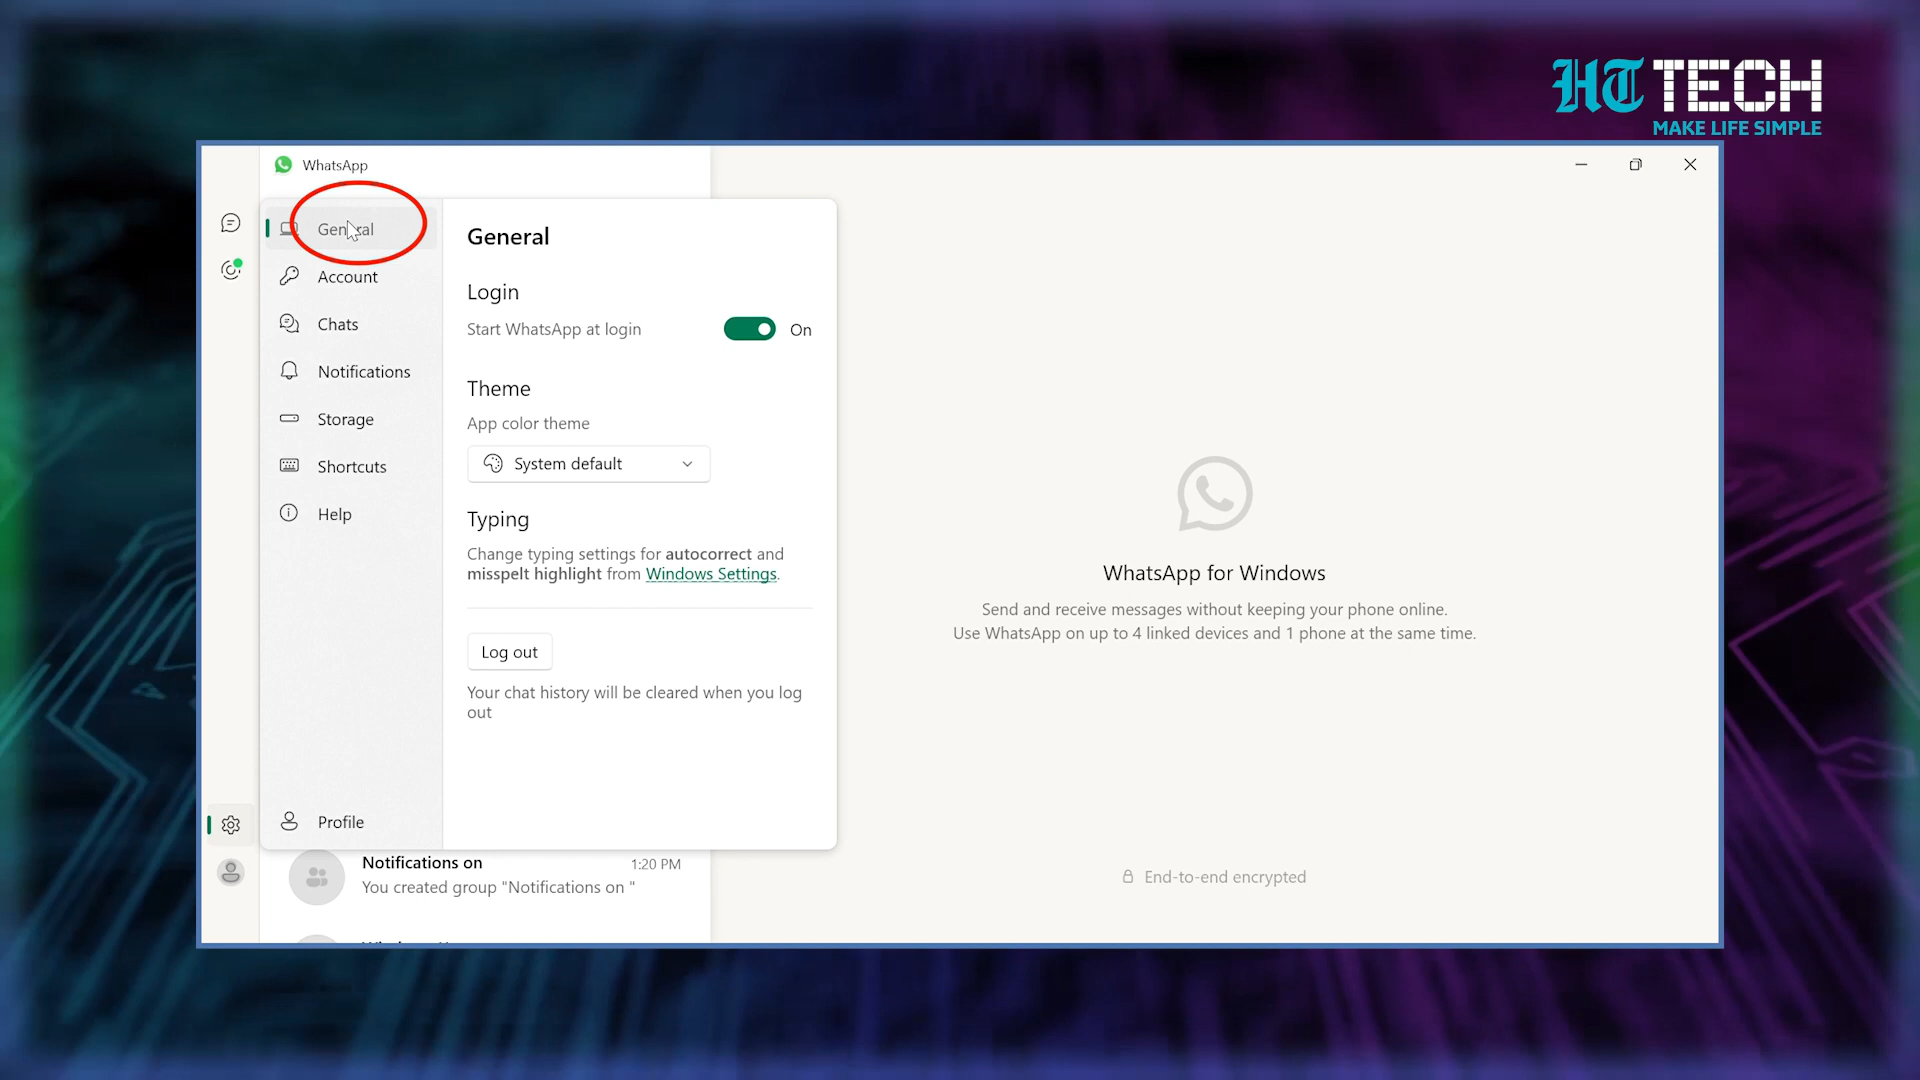 HT TECH
MAKE LIFE SIMPLE
WhatsApp
General
Account
Chats
Notifications
Storage
Shortcuts
Help
Profile
General
Login
Start WhatsApp at login
On
Theme
App color theme
System default
Typing
Change typing settings for autocorrect and
misspelt highlight from Windows Settings.
Log out
Your chat history will be cleared when you log
out
Notifications on
1:20 PM
You created group "Notifications on "
WhatsApp for Windows
Send and receive messages without keeping your phone online.
Use WhatsApp on up to 4 linked devices and 1 phone at the same time.
End-to-end encrypted